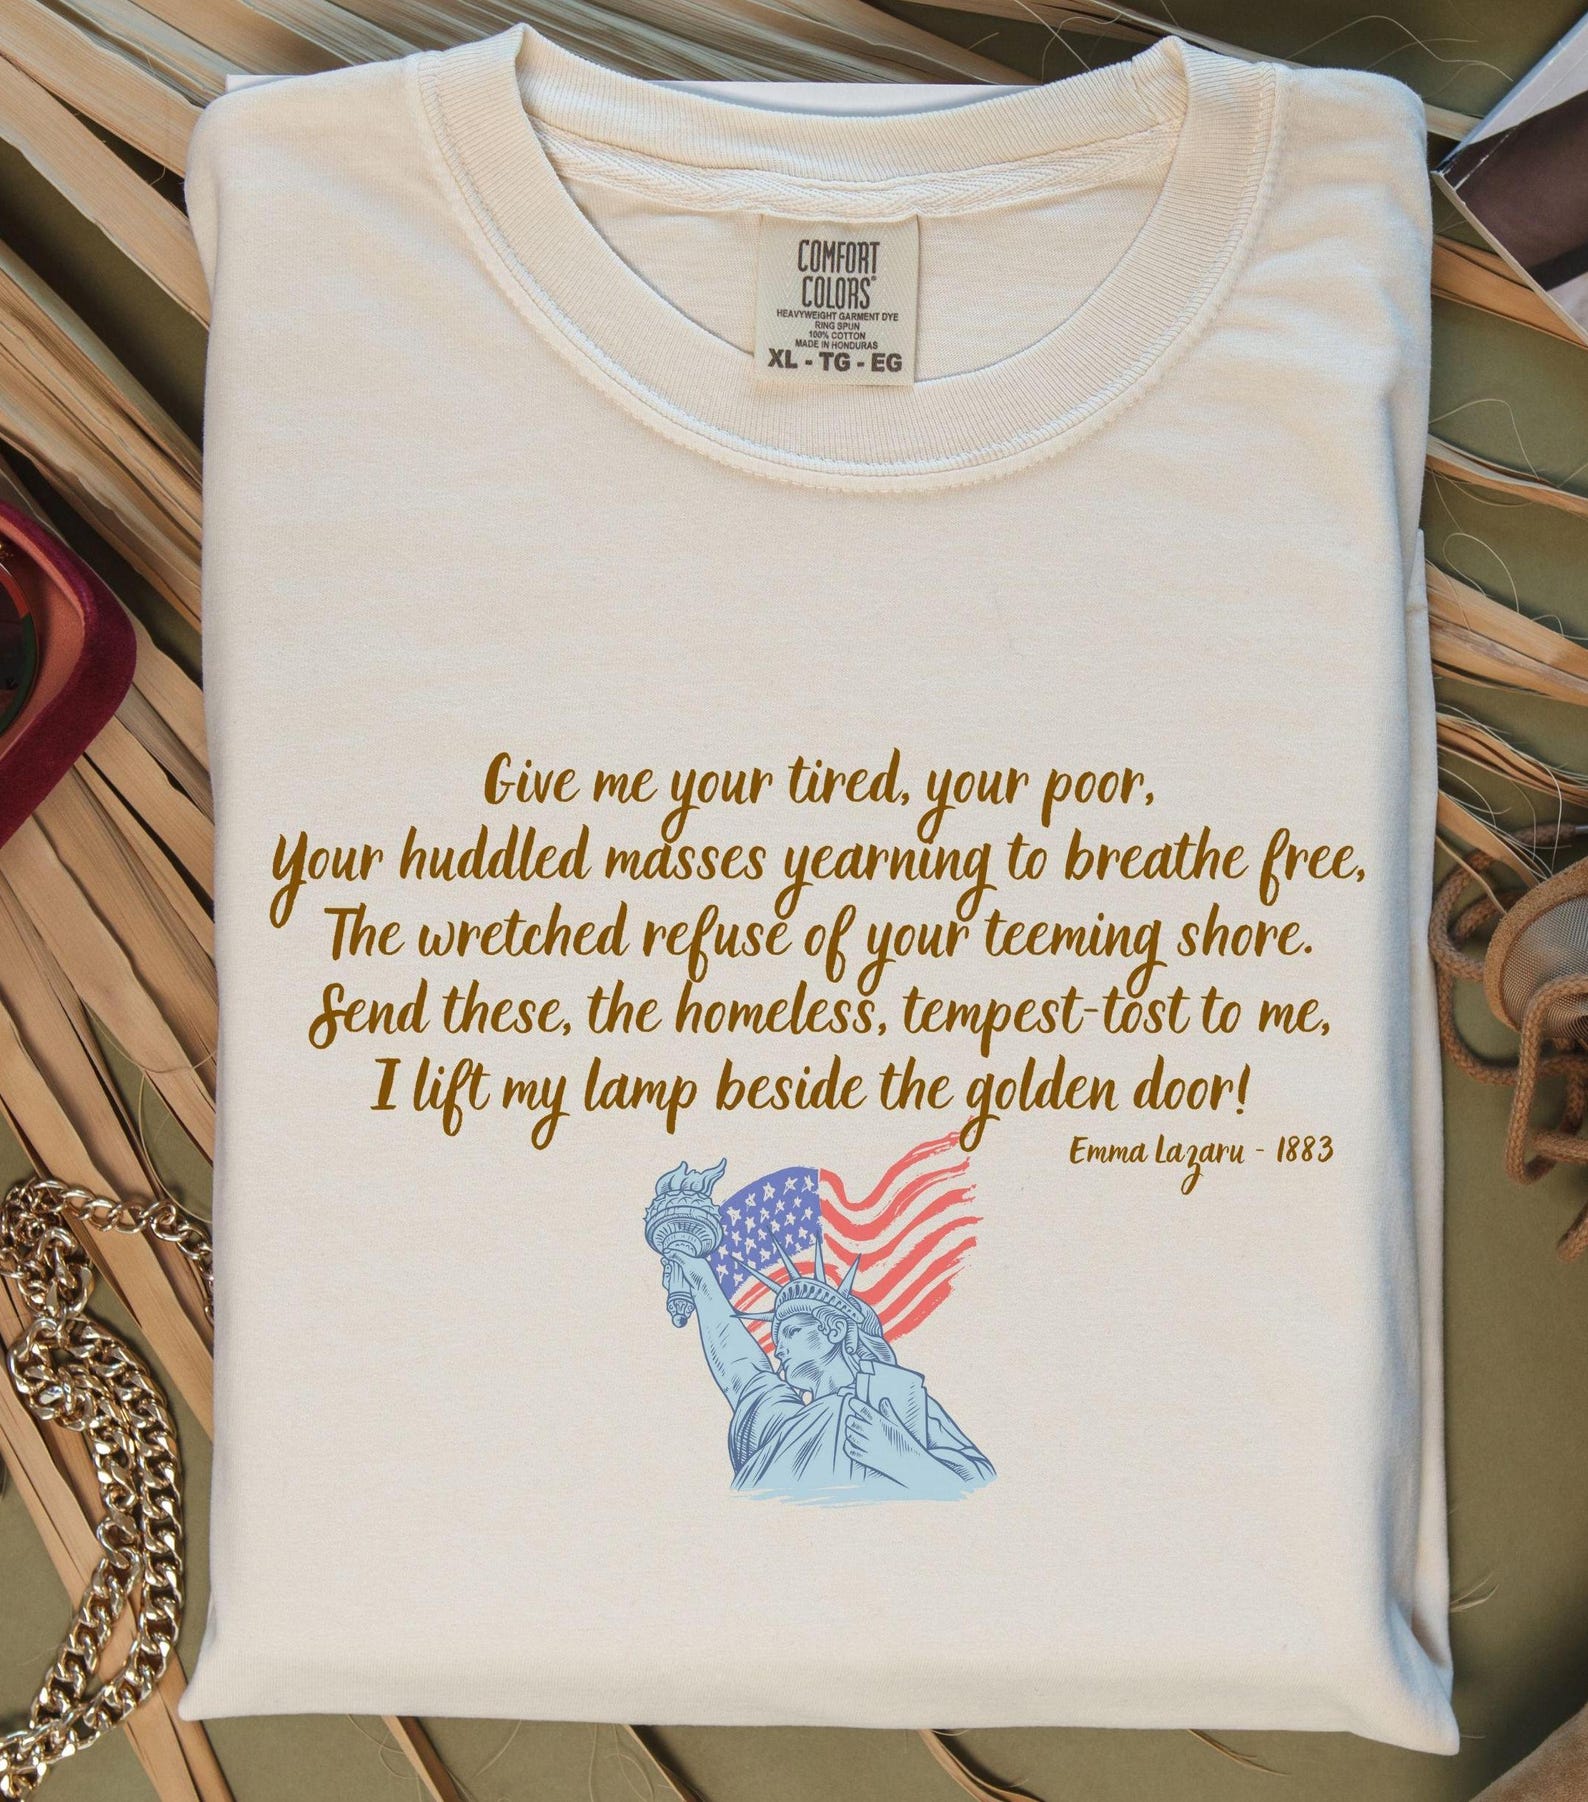 COMFORT
COLORS®
HEAVYWEIGHT GARMENT DYE
RING SPUN
100% COTTON
MADE IN HONDURAS
XL - TG - EG
Give me your tired, your poor,
Your huddled masses yearning to breathe free,
The wretched refuse of your teeming shore.
Send these, the homeless, tempest-tost to me,
I lift my lamp beside the golden door!
Emma Lazaru - 1883